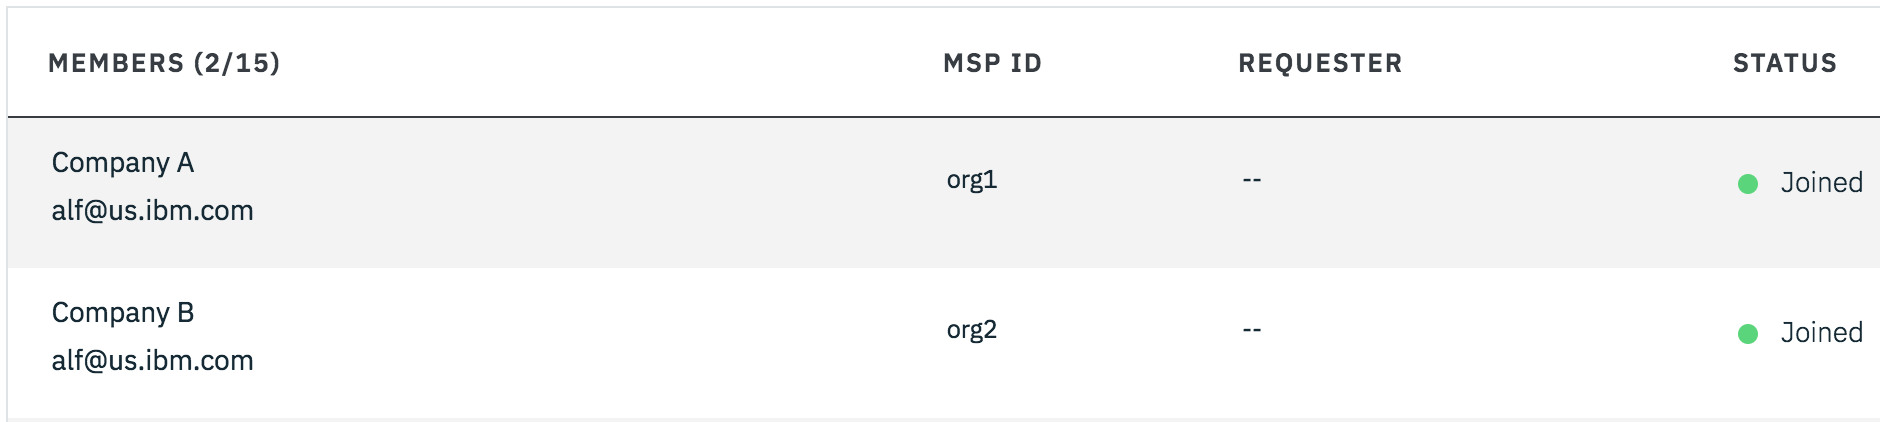 MEMBERS (2/15) MSP ID REQUESTER STATUS
Company A
alf@us.ibm.com
org1 -- Joined
Company B
alf@us.ibm.com
org2 -- Joined